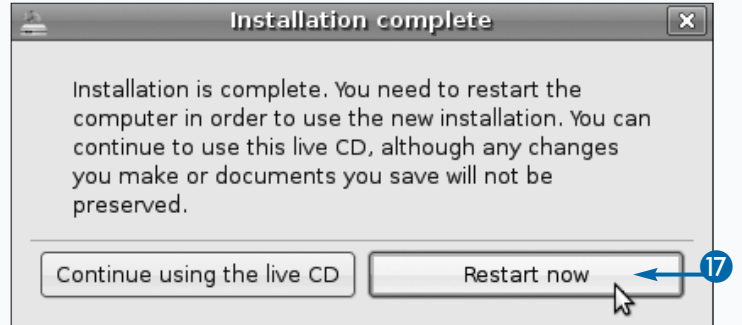 Installation complete
Installation is complete. You need to restart the
computer in order to use the new installation. You can
continue to use this live CD, although any changes
you make or documents you save will not be
preserved.
Continue using the live CD
Restart now
17